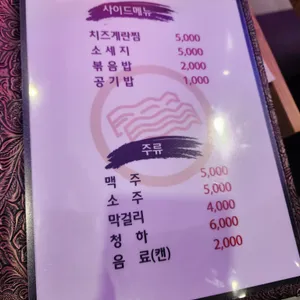 사이드메뉴
치즈계란찜 5,000
소세지 5,000
볶음밥 2,000
공기밥 1,000
주류
맥주 5,000
소주 5,000
막걸리 4,000
청하 6,000
음료(캔) 2,000